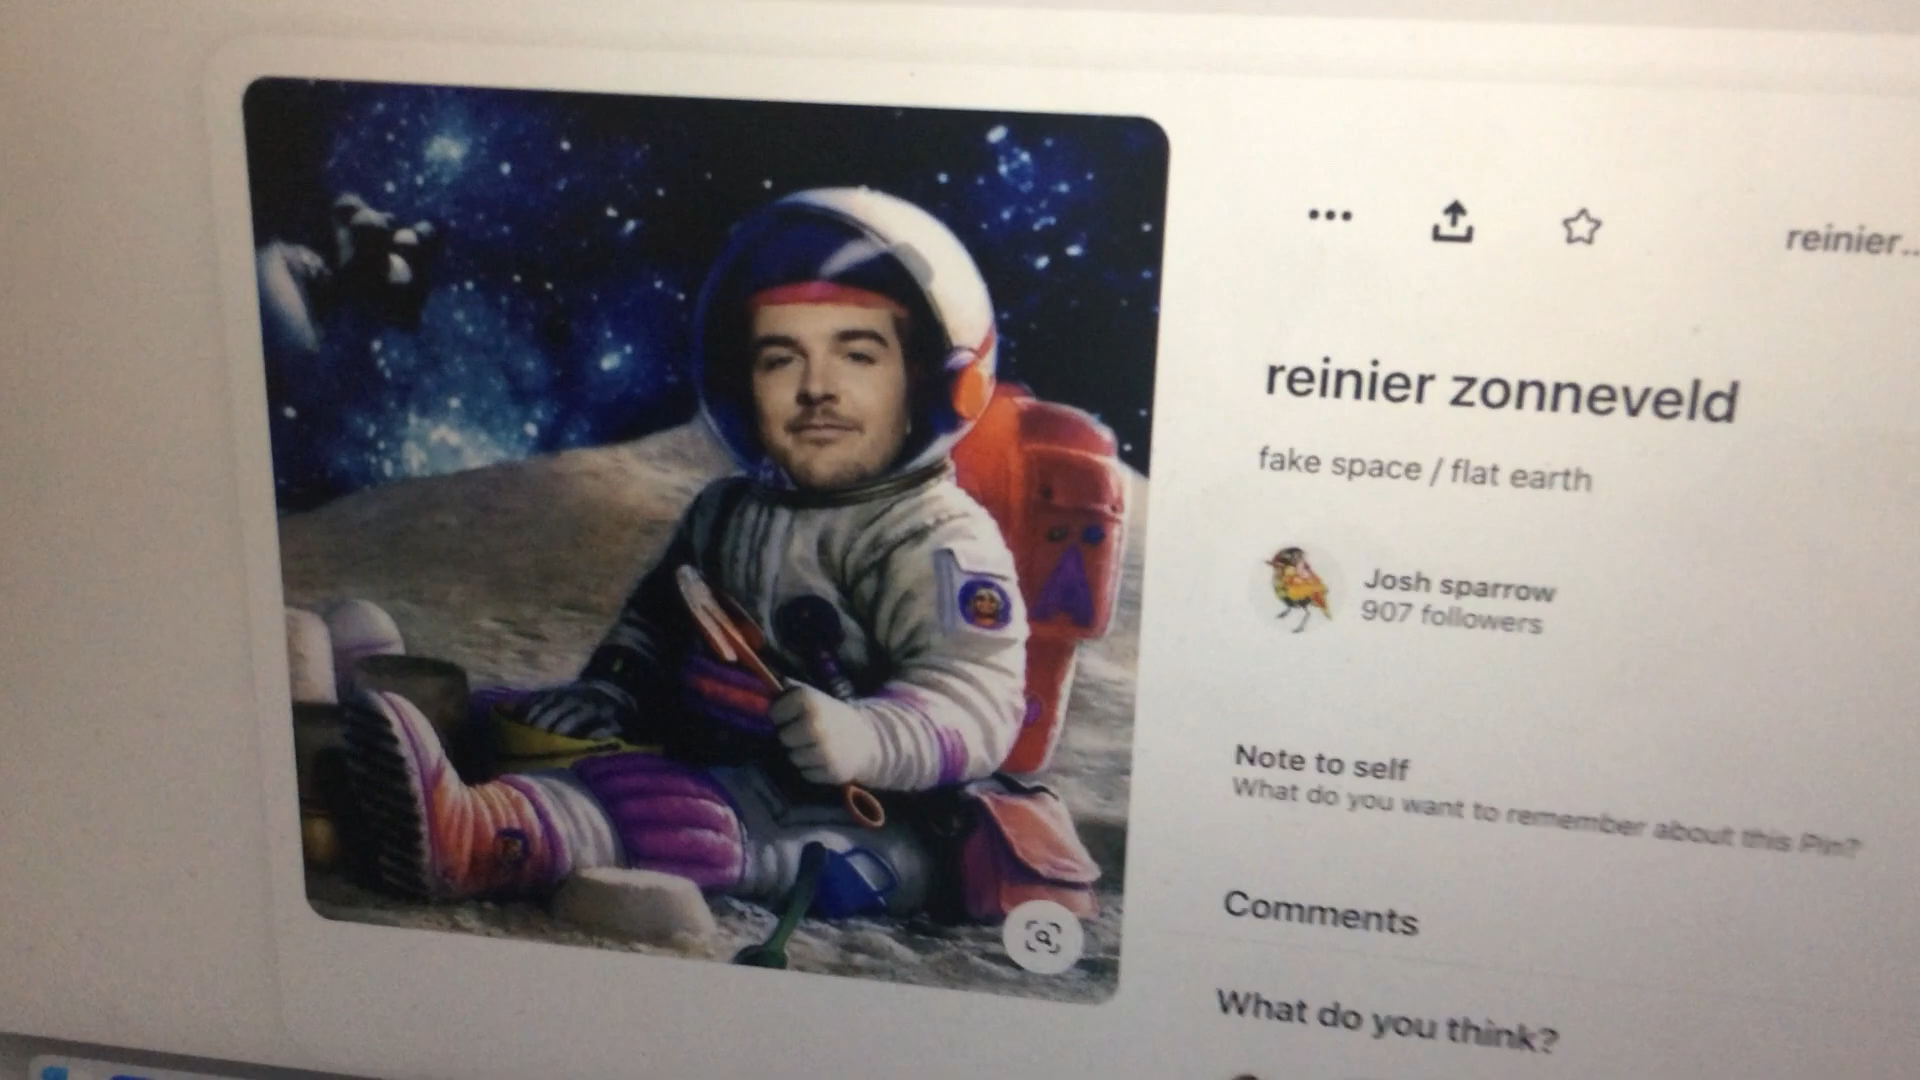 reinier...
reinier zonneveld
fake space / flat earth
Josh sparrow
907 followers
Note to self
What do you want to remember about this Pin?
Comments
What do you think?